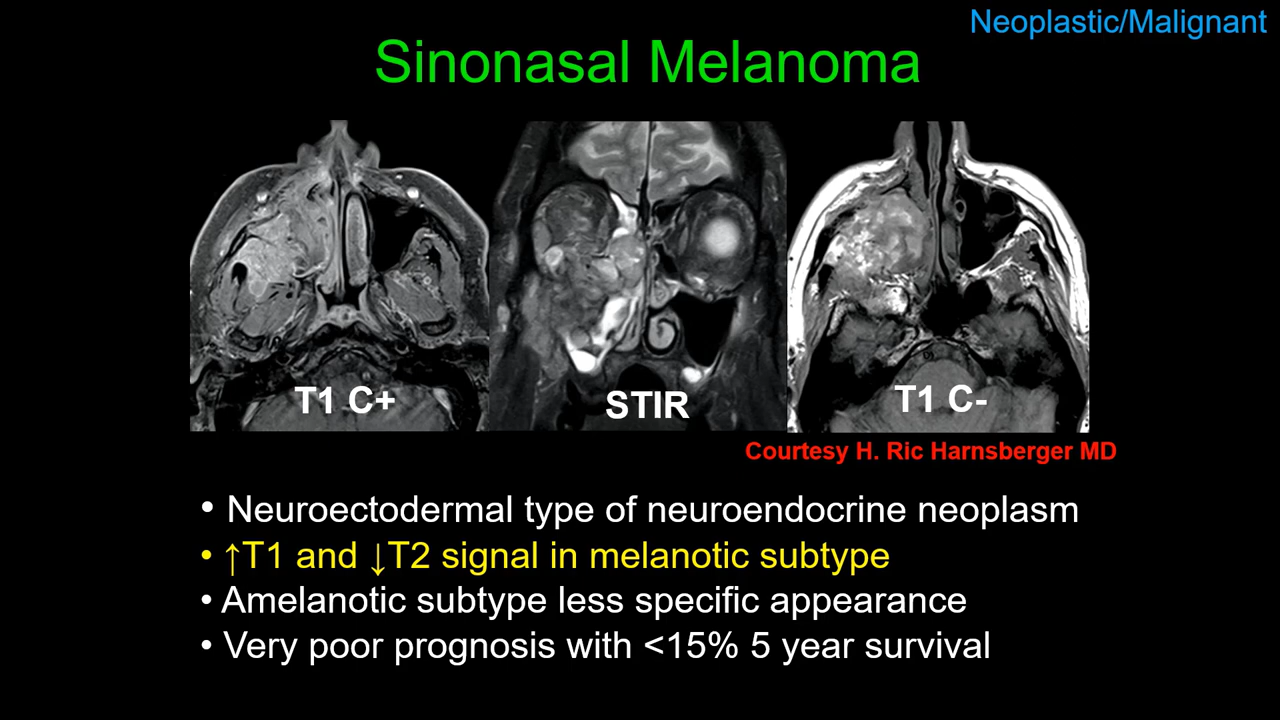 Neoplastic/Malignant
Sinonasal Melanoma
T1 C+
STIR
T1 C-
Courtesy H. Ric Harnsberger MD
• Neuroectodermal type of neuroendocrine neoplasm
• ↑T1 and ↓T2 signal in melanotic subtype
• Amelanotic subtype less specific appearance
• Very poor prognosis with <15% 5 year survival